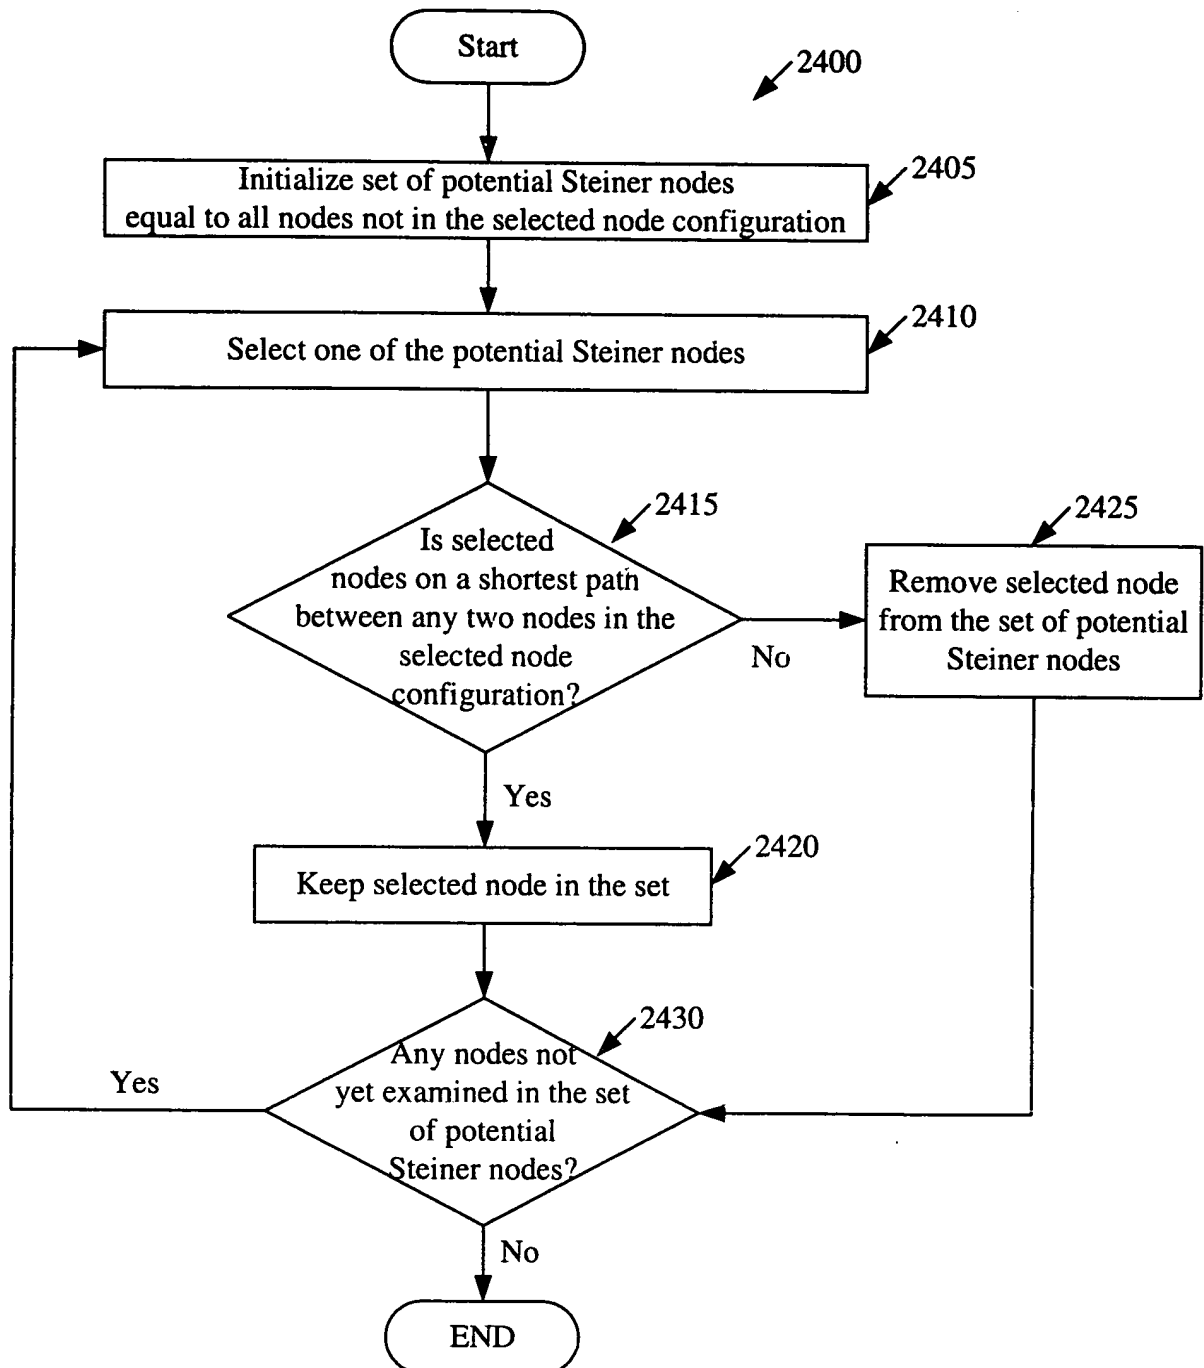 Start
2400
2405
Initialize set of potential Steiner nodes
equal to all nodes not in the selected node configuration
2410
Select one of the potential Steiner nodes
2415
Is selected
nodes on a shortest path
between any two nodes in the
selected node
configuration?
No
2425
Remove selected node
from the set of potential
Steiner nodes
Yes
2420
Keep selected node in the set
2430
Any nodes not
yet examined in the set
of potential
Steiner nodes?
Yes
No
END